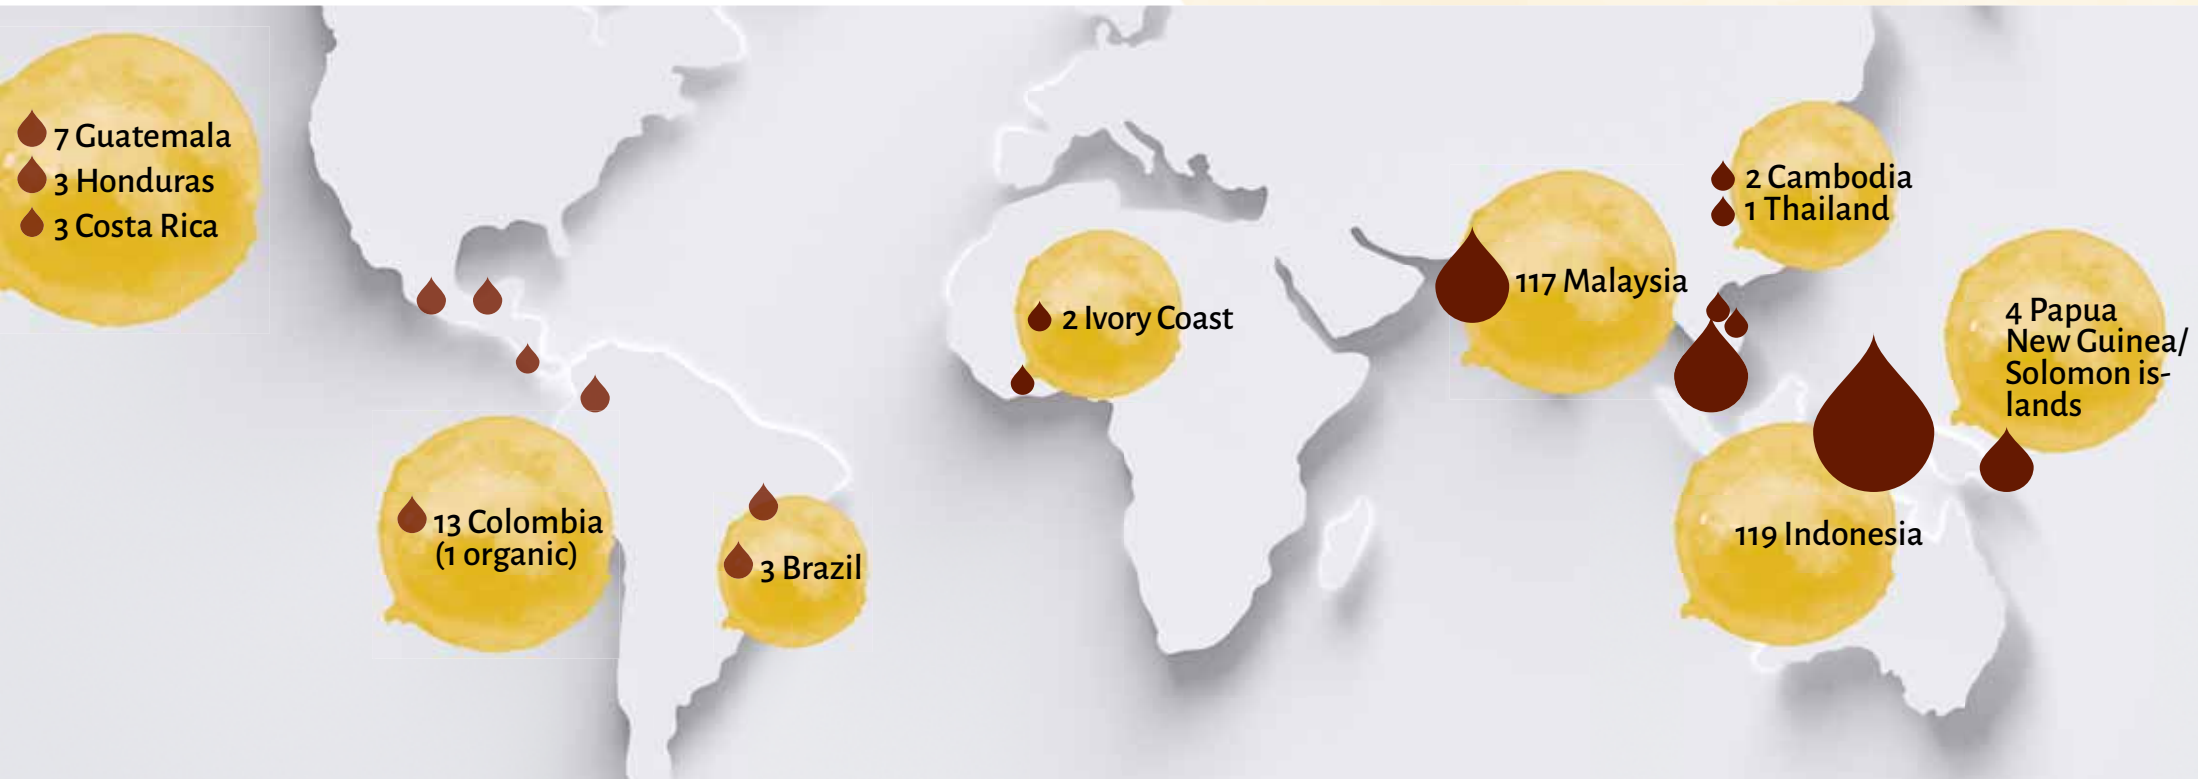 7 Guatemala
3 Honduras
3 Costa Rica
13 Colombia
(1 organic)
3 Brazil
2 Ivory Coast
117 Malaysia
2 Cambodia
1 Thailand
4 Papua
New Guinea/
Solomon is-
lands
119 Indonesia